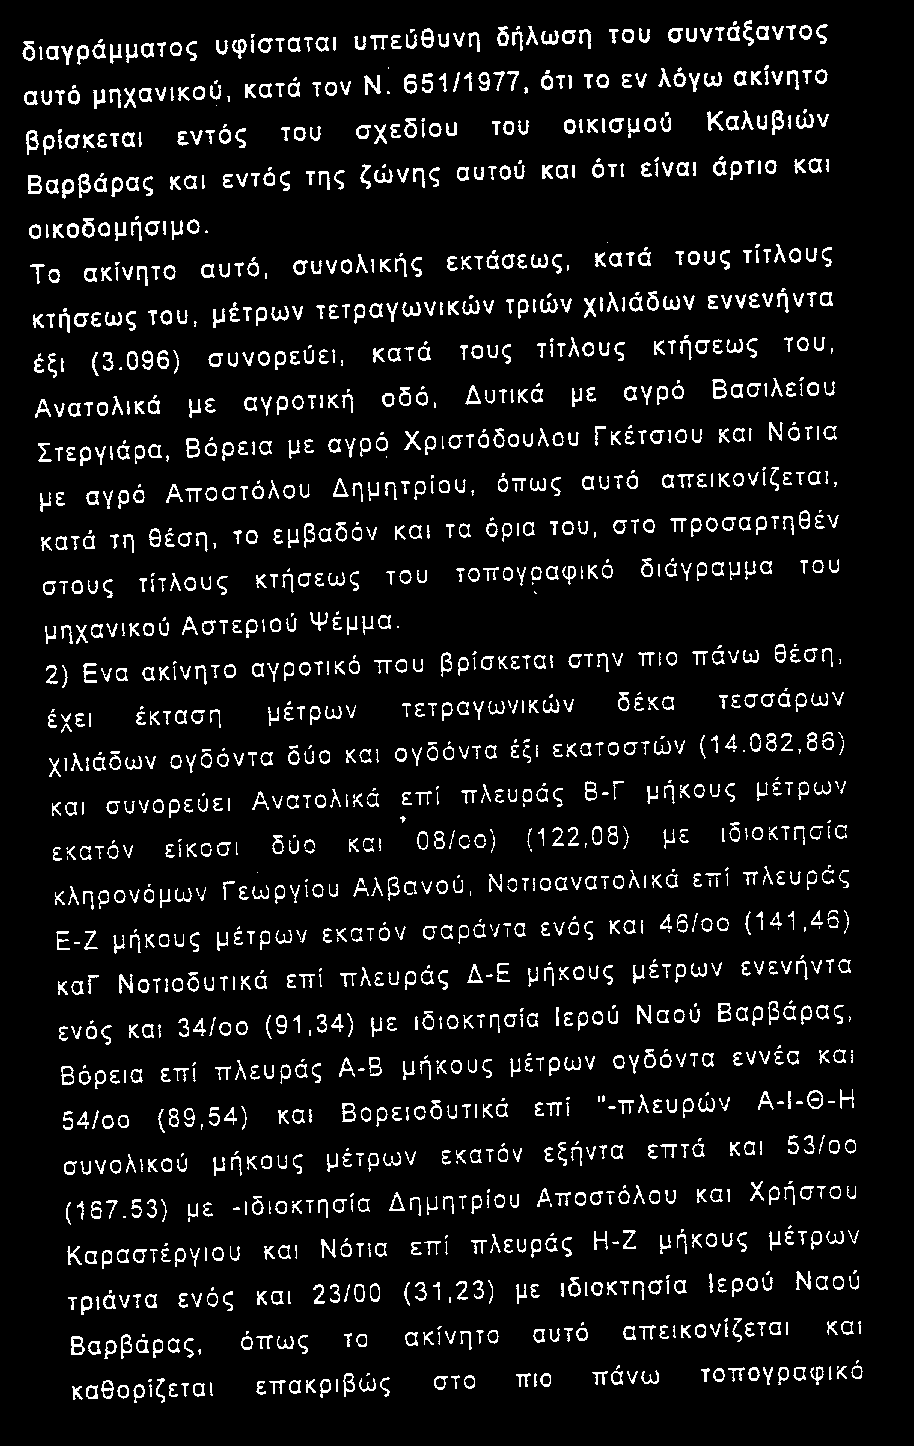 διαγράμματος υφίσταται υπεύθυνη δήλωση του συντάξαντος
αυτό μηχανικού, κατά τον Ν. 651/1977, ότι το εν λόγω ακίνητο
βρίσκεται εντός του σχεδίου του οικισμού Καλυβιών
Βαρβάρας και εντός της ζώνης αυτού και ότι είναι άρτιο και
οικοδομήσιμο.
Το ακίνητο αυτό, συνολικής εκτάσεως, κατά τους τίτλους
κτήσεως του, μέτρων τετραγωνικών τριών χιλιάδων εννενήντα
έξι (3.096) συνορεύει, κατά τους τίτλους κτήσεως του,
Ανατολικά με αγροτική οδό, Δυτικά με αγρό Βασιλείου
Στεργιάρα, Βόρεια με αγρό Χριστόδουλου Γκέτσιου και Νότια
με αγρό Αποστόλου Δημητρίου, όπως αυτό απεικονίζεται,
κατά τη θέση, το εμβαδόν και τα όρια του, στο προσαρτηθέν
στους τίτλους κτήσεως του τοπογραφικό διάγραμμα του
μηχανικού Αστεριού Ψέμμα.
2) Ενα ακίνητο αγροτικό που βρίσκεται στην πιο πάνω θέση,
έχει έκταση μέτρων τετραγωνικών δέκα τεσσάρων
χιλιάδων ογδόντα δύο και ογδόντα έξι εκατοστών (14.082,86)
και συνορεύει Ανατολικά επί πλευράς Β-Γ μήκους μέτρων
εκατόν είκοσι δύο και 08/οο) (122,08) με ιδιοκτησία
κληρονόμων Γεωργίου Αλβανού, Νοτιοανατολικά επί πλευράς
Ε-Ζ μήκους μέτρων εκατόν σαράντα ενός και 46/οο (141,46)
καΓ Νοτιοδυτικά επί πλευράς Δ-Ε μήκους μέτρων ενενήντα
ενός και 34/οο (91,34) με ιδιοκτησία Ιερού Ναού Βαρβάρας,
Βόρεια επί πλευράς Α-Β μήκους μέτρων ογδόντα εννέα και
54/οο (89,54) και Βορειοδυτικά επί "-πλευρών Α-Ι-Θ-Η
συνολικού μήκους μέτρων εκατόν εξήντα επτά και 53/οο
(167.53) με -ιδιοκτησία Δημητρίου Αποστόλου και Χρήστου
Καραστέργιου και Νότια επί πλευράς Η-Ζ μήκους μέτρων
τριάντα ενός και 23/00 (31,23) με ιδιοκτησία Ιερού Ναού
Βαρβάρας, όπως το ακίνητο αυτό απεικονίζεται και
καθορίζεται επακριβώς στο πιο πάνω τοπογραφικό